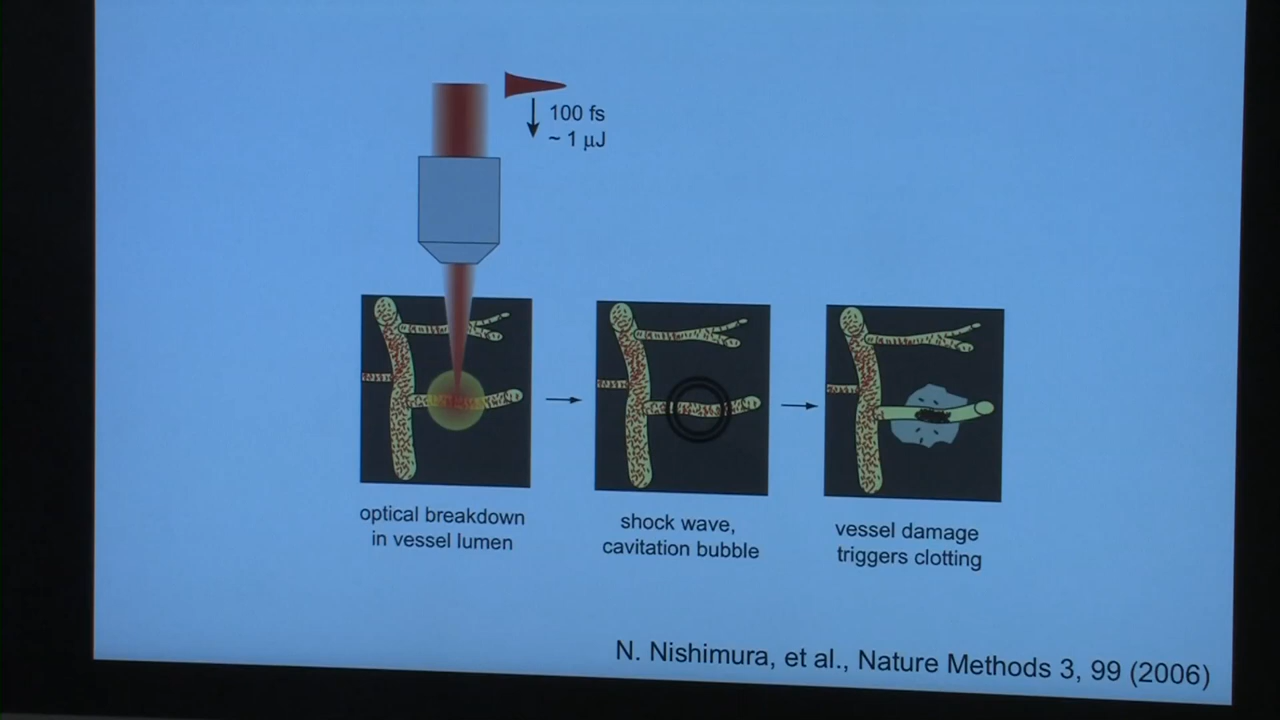 100 fs
~ 1 µJ
optical breakdown
in vessel lumen
shock wave,
cavitation bubble
vessel damage
triggers clotting
N. Nishimura, et al., Nature Methods 3, 99 (2006)